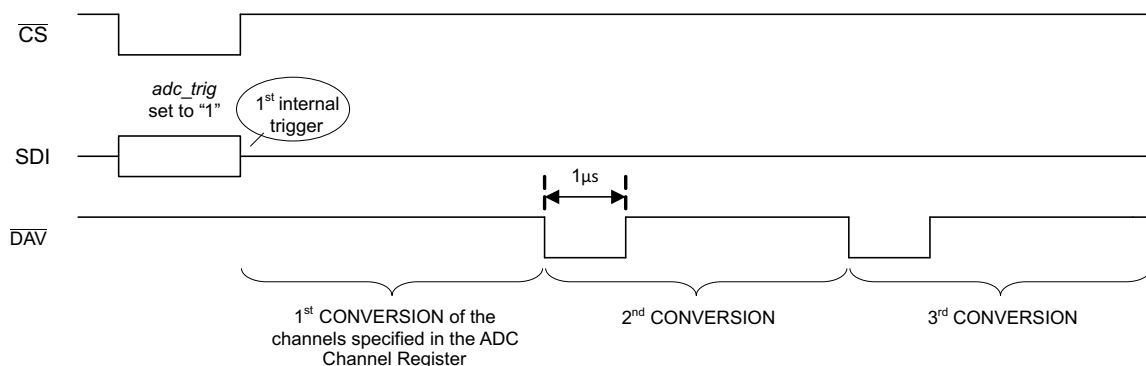 CS
adc_trig
set to “1”
1st internal
trigger
SDI
1µs
DAV
1st CONVERSION of the
channels specified in the ADC
Channel Register
2nd CONVERSION
3rd CONVERSION